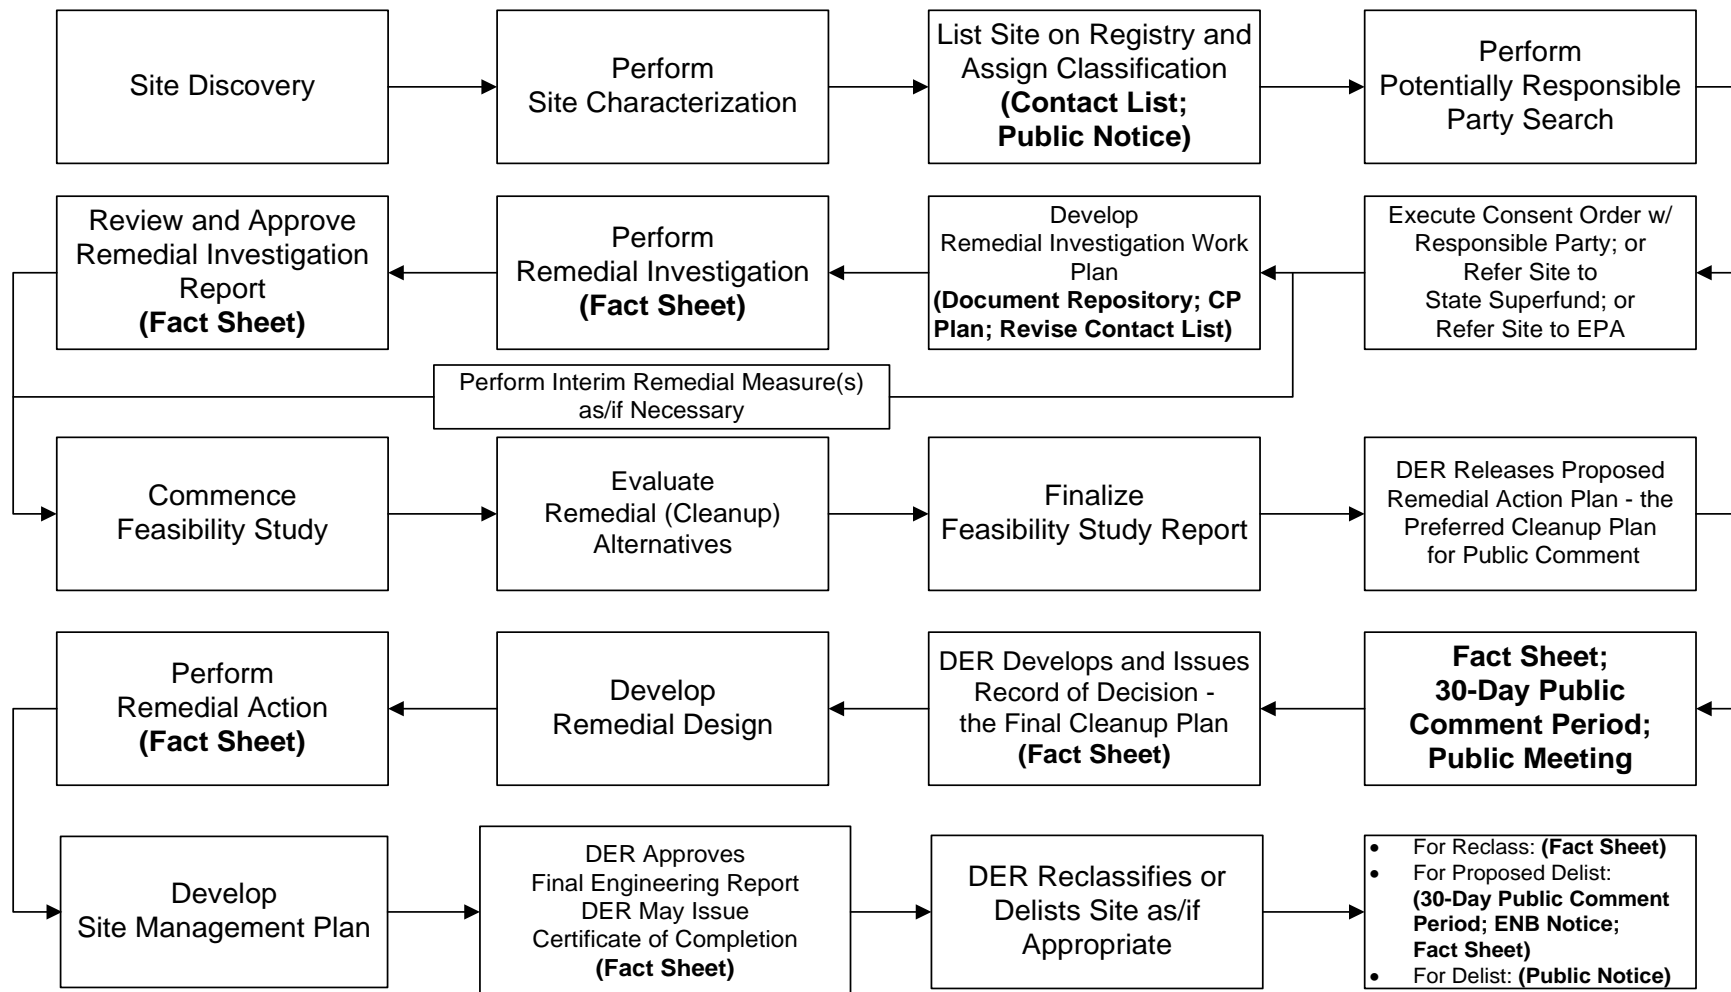 Site Discovery
Perform
Site Characterization
List Site on Registry and
Assign Classification
(Contact List;
Public Notice)
Perform
Potentially Responsible
Party Search
Execute Consent Order w/
Responsible Party; or
Refer Site to
State Superfund; or
Refer Site to EPA
Develop
Remedial Investigation Work
Plan
(Document Repository; CP
Plan; Revise Contact List)
Perform
Remedial Investigation
(Fact Sheet)
Review and Approve
Remedial Investigation
Report
(Fact Sheet)
Perform Interim Remedial Measure(s)
as/if Necessary
Commence
Feasibility Study
Evaluate
Remedial (Cleanup)
Alternatives
Finalize
Feasibility Study Report
DER Releases Proposed
Remedial Action Plan - the
Preferred Cleanup Plan
for Public Comment
Fact Sheet;
30-Day Public
Comment Period;
Public Meeting
DER Develops and Issues
Record of Decision -
the Final Cleanup Plan
(Fact Sheet)
Develop
Remedial Design
Perform
Remedial Action
(Fact Sheet)
Develop
Site Management Plan
DER Approves
Final Engineering Report
DER May Issue
Certificate of Completion
(Fact Sheet)
DER Reclassifies or
Delists Site as/if
Appropriate
• For Reclass: (Fact Sheet)
• For Proposed Delist:
(30-Day Public Comment
Period; ENB Notice;
Fact Sheet)
• For Delist: (Public Notice)